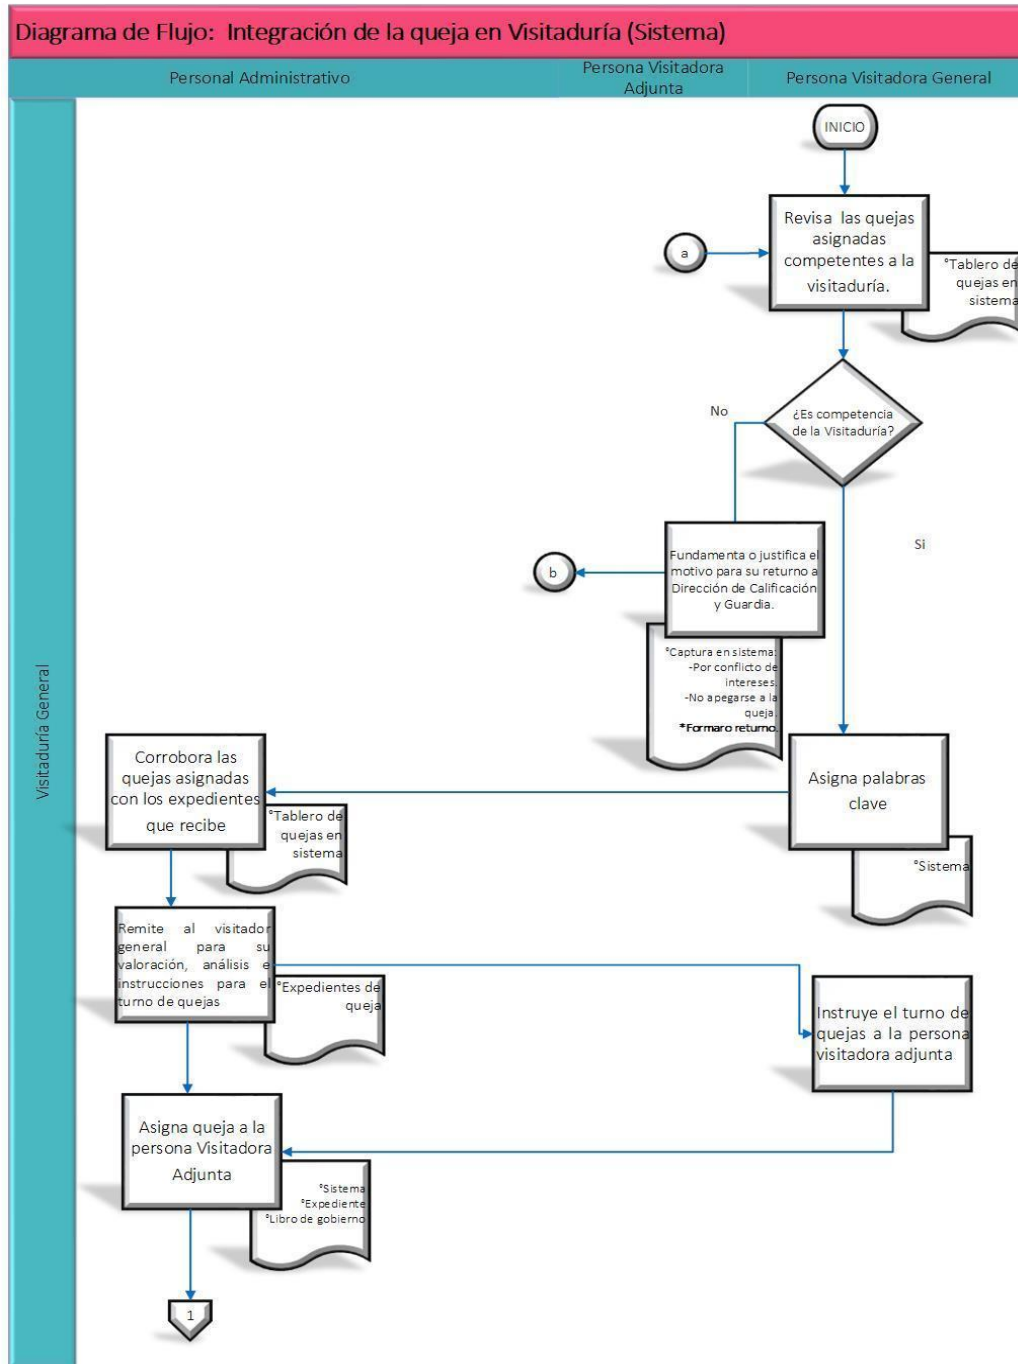 Diagrama de Flujo: Integración de la queja en Visitaduría (Sistema)
Personal Administrativo
Persona Visitadora
Adjunta
Persona Visitadora General
Visitaduría General
INICIO
Revisa las quejas
asignadas
competentes a la
visitaduría.
°Tablero de
quejas en
sistema
a
¿Es competencia
de la Visitaduría?
No
Si
Fundamenta o justifica el
motivo para su returno a
Dirección de Calificación
y Guardia.
b
°Captura en sistema:
-Por conflicto de
intereses.
-No apegarse a la
queja.
*Formaro returno.
Asigna palabras
clave
°Sistema
Corrobora las
quejas asignadas
con los expedientes
que recibe
°Tablero de
quejas en
sistema
Remite al visitador
general para su
valoración, análisis e
instrucciones para el
turno de quejas
°Expedientes de
queja
Instruye el turno de
quejas a la persona
visitadora adjunta
Asigna queja a la
persona Visitadora
Adjunta
°Sistema
°Expediente
°Libro de gobierno
1